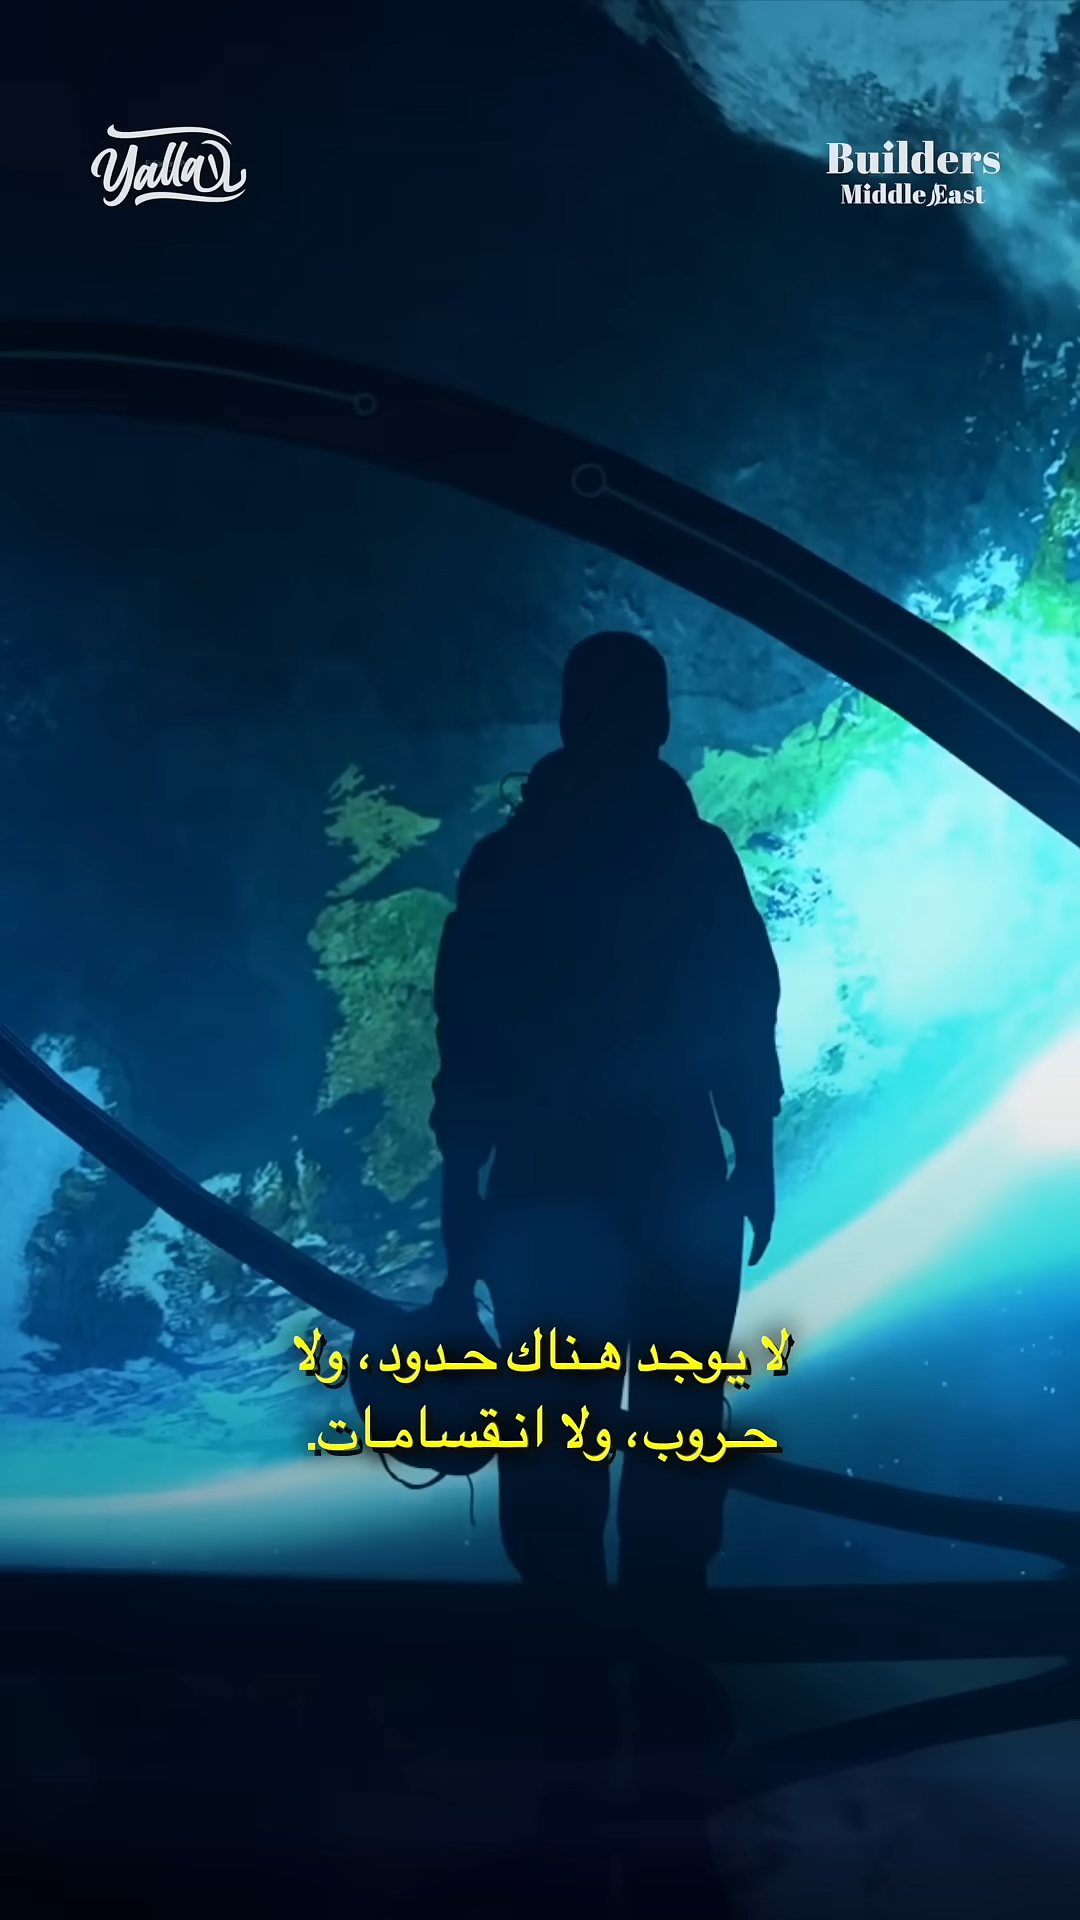 Yalla
Builders
Middle East
لا يوجد هناك حدود، ولا
حروب، ولا انقسامات.